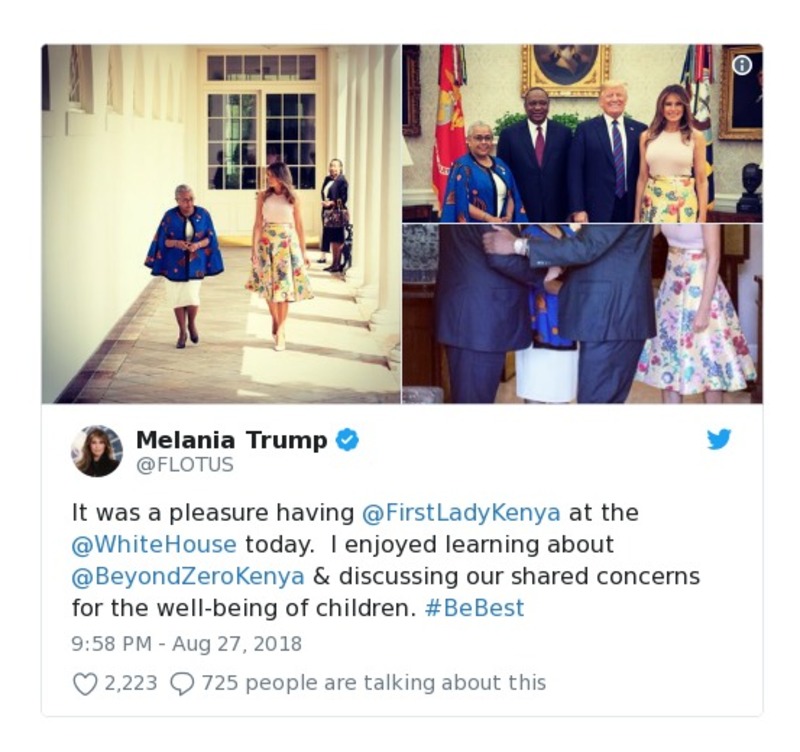 Melania Trump
@FLOTUS
It was a pleasure having @FirstLadyKenya at the
@WhiteHouse today.  I enjoyed learning about
@BeyondZeroKenya & discussing our shared concerns
for the well-being of children. #BeBest
9:58 PM - Aug 27, 2018
2,223 725 people are talking about this